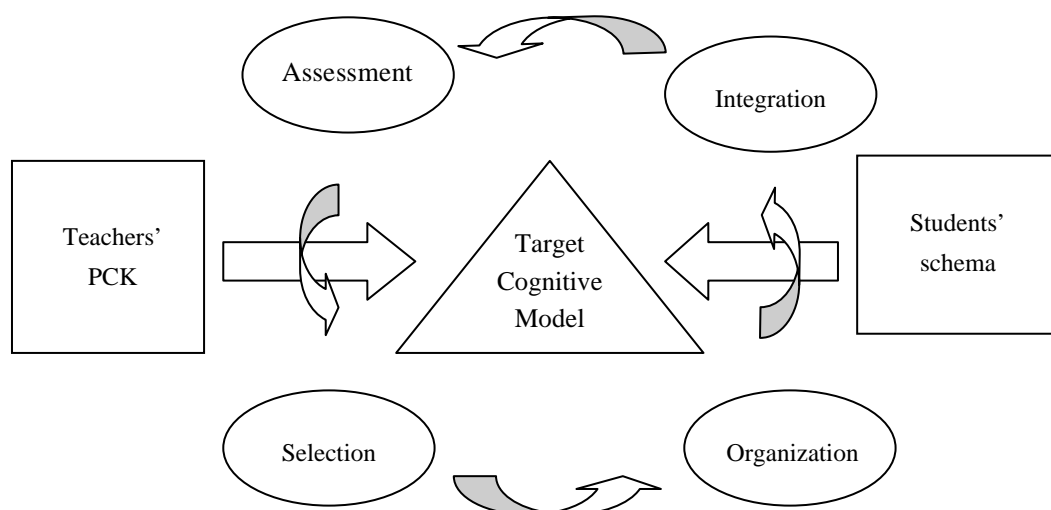 Assessment
Integration
Teachers’
PCK
Target
Cognitive
Model
Students’
schema
Selection
Organization